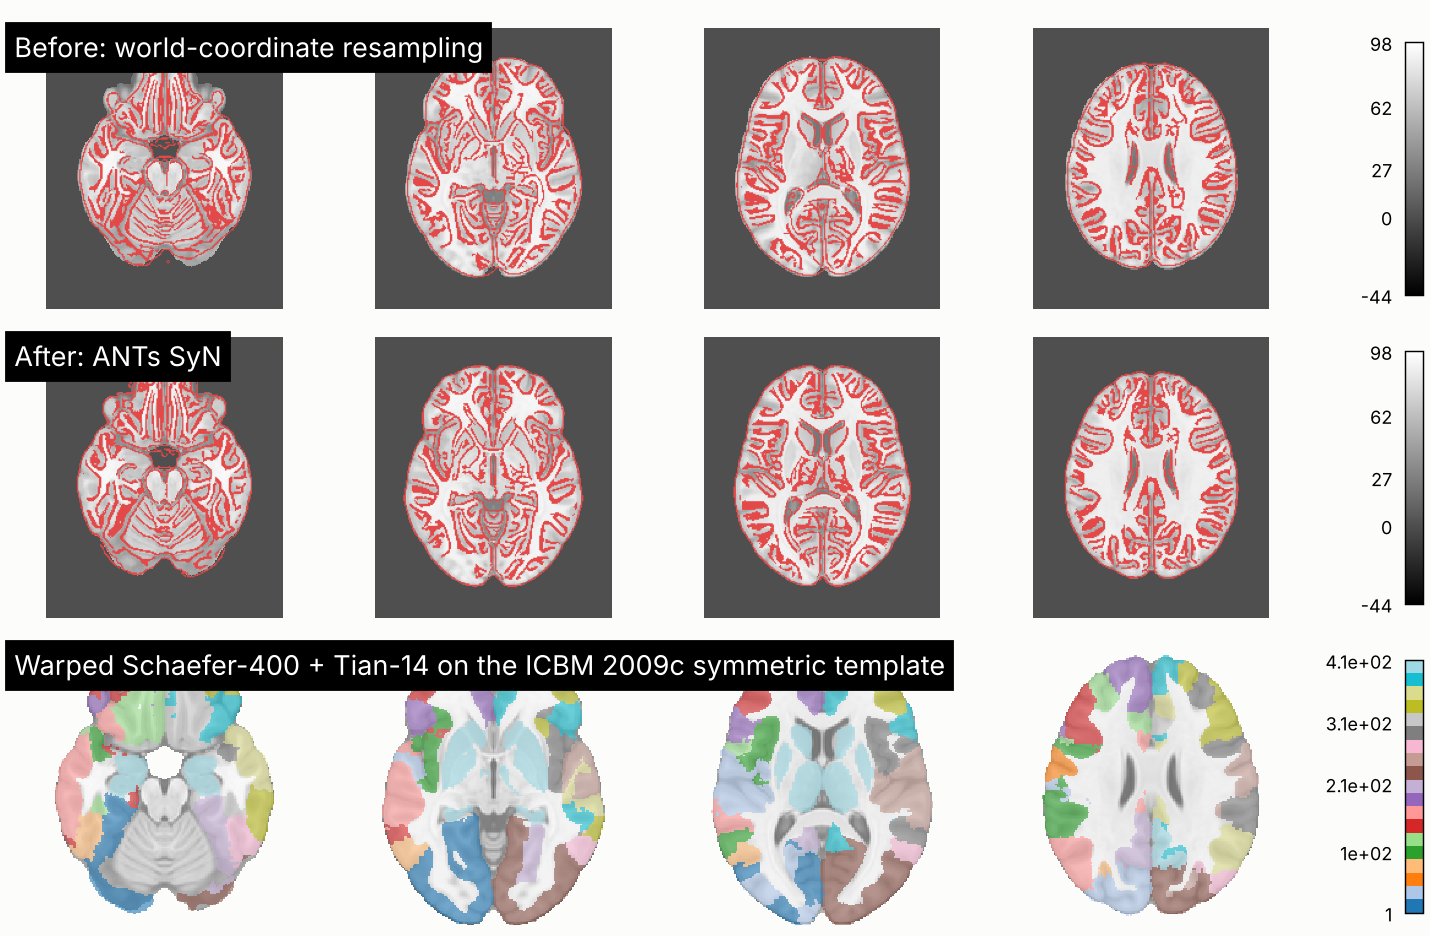 Before: world-coordinate resampling
98
62
27
0
-44
After: ANTs SyN
98
62
27
0
-44
Warped Schaefer-400 + Tian-14 on the ICBM 2009c symmetric template
4.1e+02
3.1e+02
2.1e+02
1e+02
1